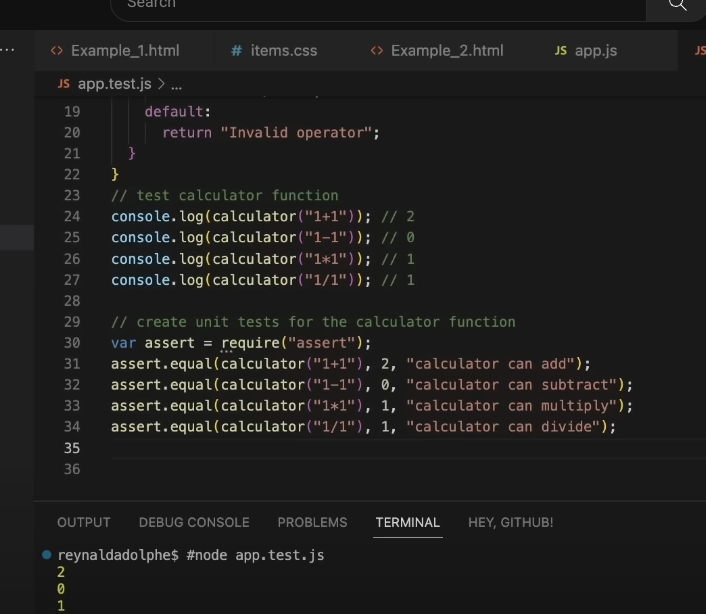 Search
... <> Example_1.html # items.css <> Example_2.html JS app.js JS
JS app.test.js > ...
19 default:
20 return "Invalid operator";
21 }
22 }
23 // test calculator function
24 console.log(calculator("1+1")); // 2
25 console.log(calculator("1-1")); // 0
26 console.log(calculator("1*1")); // 1
27 console.log(calculator("1/1")); // 1
28
29 // create unit tests for the calculator function
30 var assert = require("assert");
31 assert.equal(calculator("1+1"), 2, "calculator can add");
32 assert.equal(calculator("1-1"), 0, "calculator can subtract");
33 assert.equal(calculator("1*1"), 1, "calculator can multiply");
34 assert.equal(calculator("1/1"), 1, "calculator can divide");
35
36
OUTPUT DEBUG CONSOLE PROBLEMS TERMINAL HEY, GITHUB!
reynaldadolphe$ #node app.test.js
2
0
1